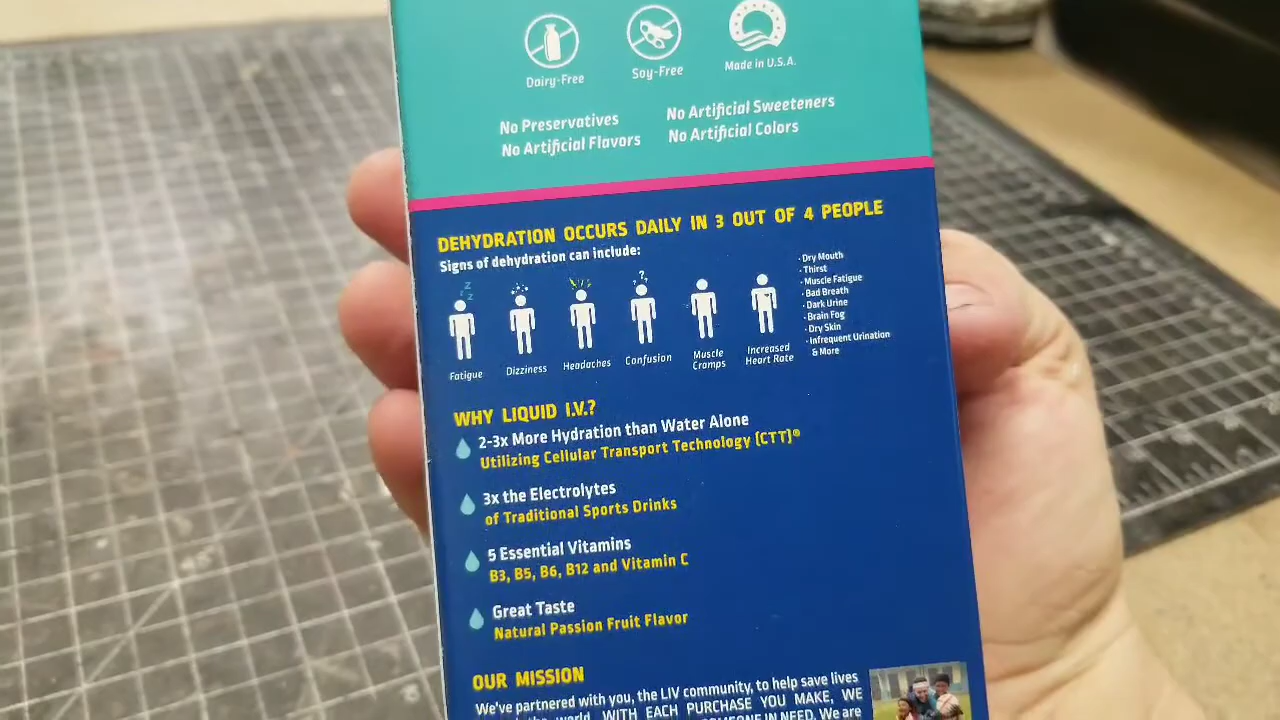 Dairy-Free
Soy-Free
Made in U.S.A.
No Preservatives
No Artificial Flavors
No Artificial Sweeteners
No Artificial Colors
DEHYDRATION OCCURS DAILY IN 3 OUT OF 4 PEOPLE
Signs of dehydration can include:
Z
Z
?
?
?
Fatigue
Dizziness
Headaches
Confusion
Muscle
Cramps
Increased
Heart Rate
· Dry Mouth
· Thirst
· Muscle Fatigue
· Bad Breath
· Dark Urine
· Brain Fog
· Dry Skin
· Infrequent Urination
& More
WHY LIQUID I.V.?
2-3x More Hydration than Water Alone
Utilizing Cellular Transport Technology (CTT)®
3x the Electrolytes
of Traditional Sports Drinks
5 Essential Vitamins
B3, B5, B6, B12 and Vitamin C
Great Taste
Natural Passion Fruit Flavor
OUR MISSION
We've partnered with you, the LIV community, to help save lives
the world. WITH EACH PURCHASE YOU MAKE, WE
IN NEED. We are